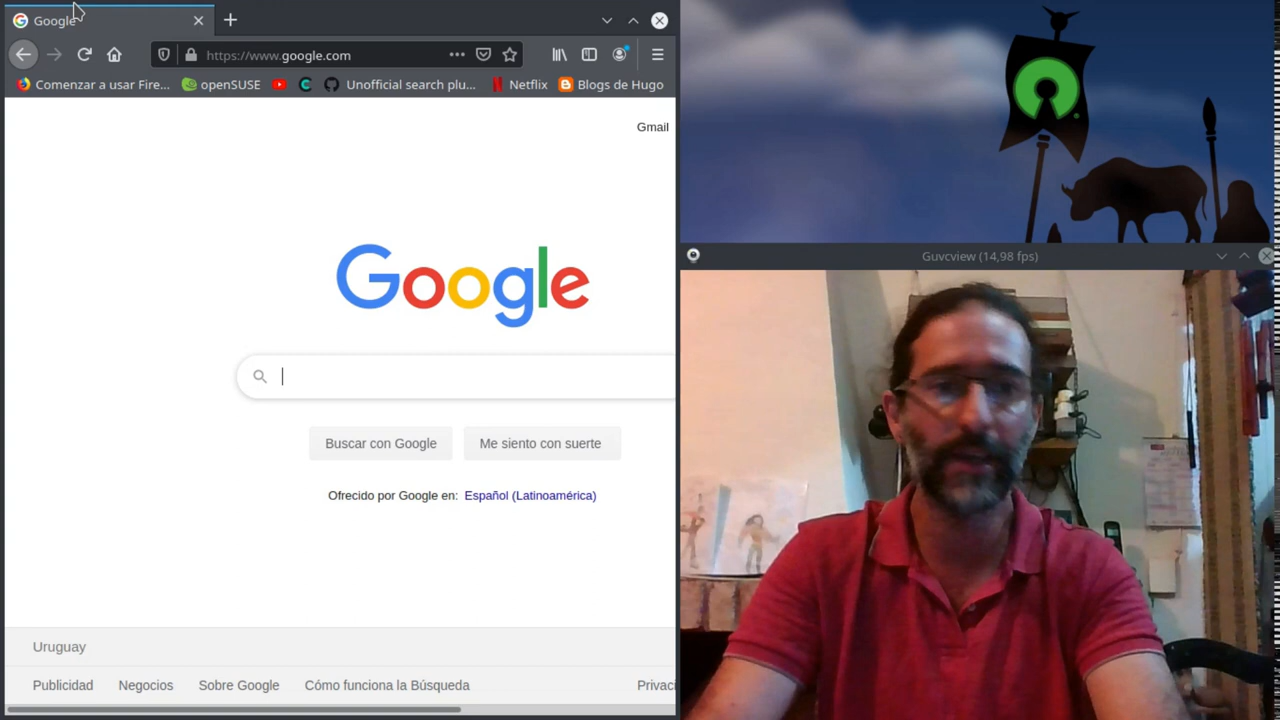 Google
https://www.google.com
Comenzar a usar Fire...
openSUSE
Unofficial search plu...
Netflix
Blogs de Hugo
Gmail
Google
Buscar con Google
Me siento con suerte
Ofrecido por Google en: Español (Latinoamérica)
Uruguay
Publicidad
Negocios
Sobre Google
Cómo funciona la Búsqueda
Privaci
Guvcview (14,98 fps)